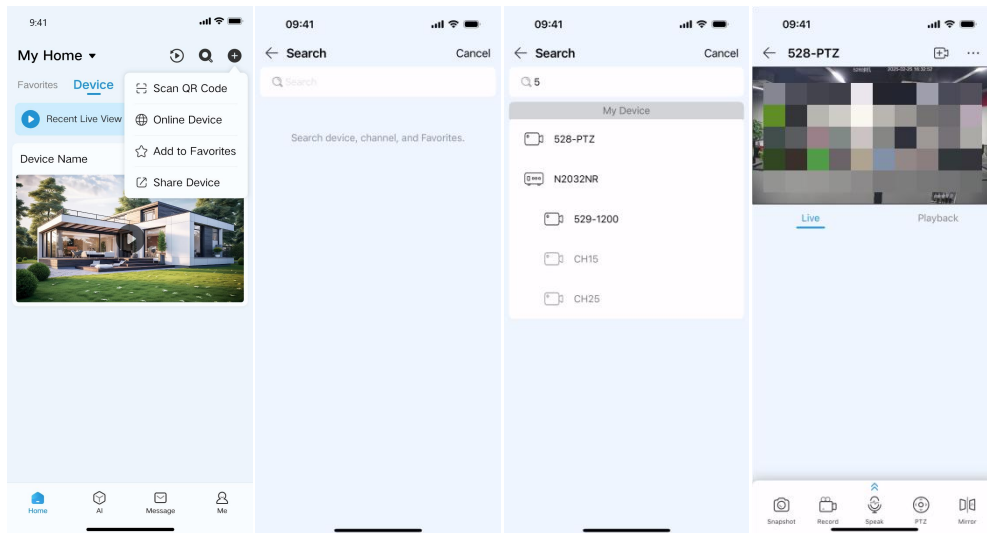 9:41
My Home
Favorites Device
Recent Live View
Device Name
Scan QR Code
Online Device
Add to Favorites
Share Device
Home AI Message Me
09:41
Search Cancel
Search
Search device, channel, and Favorites.
09:41
Search Cancel
5
My Device
528-PTZ
N2032NR
529-1200
CH15
CH25
09:41
528-PTZ
Live Playback
Snapshot Record Speak PTZ Mirror